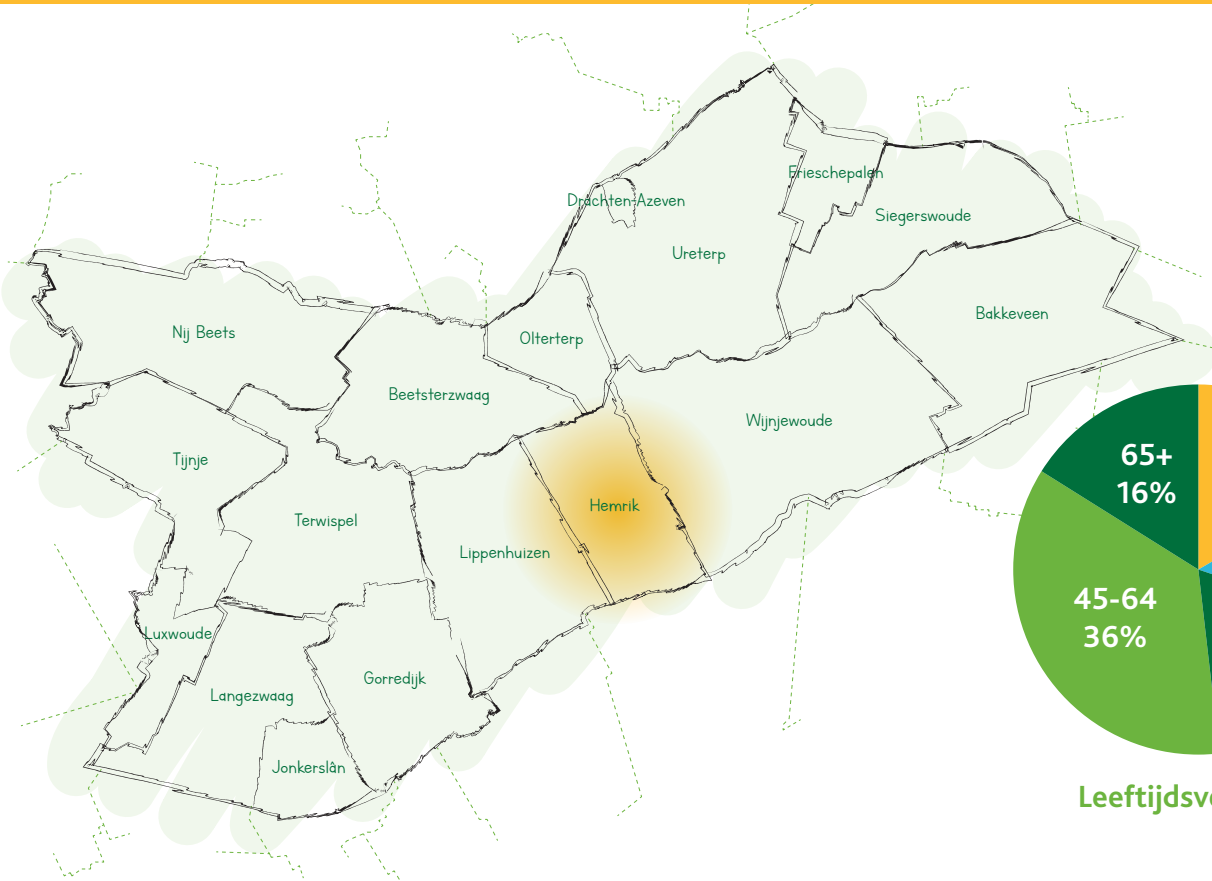 Frieschepalen
Drachten-Azeven
Siegerswoude
Ureterp
Bakkeveen
Nij Beets
Olterterp
Beetsterzwaag
Wijnjewoude
Tijnje
Hemrik
Terwispel
Lippenhuizen
Luxwoude
Gorredijk
Langezwaag
Jonkerslân
65+
16%
45-64
36%
Leeftijdsv